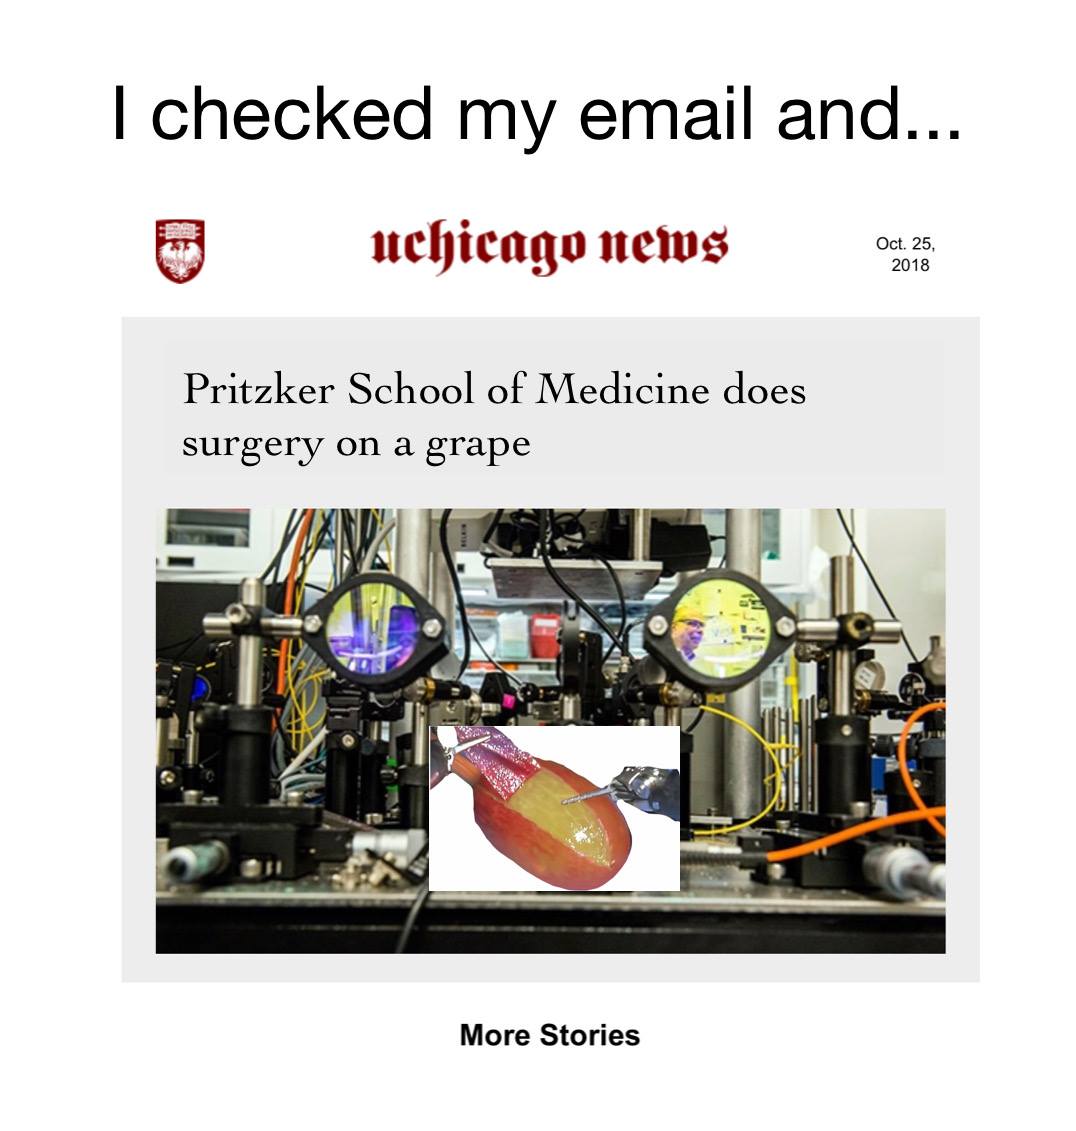 I checked my email and...
uchicago news
Oct. 25,
2018
Pritzker School of Medicine does
surgery on a grape
More Stories